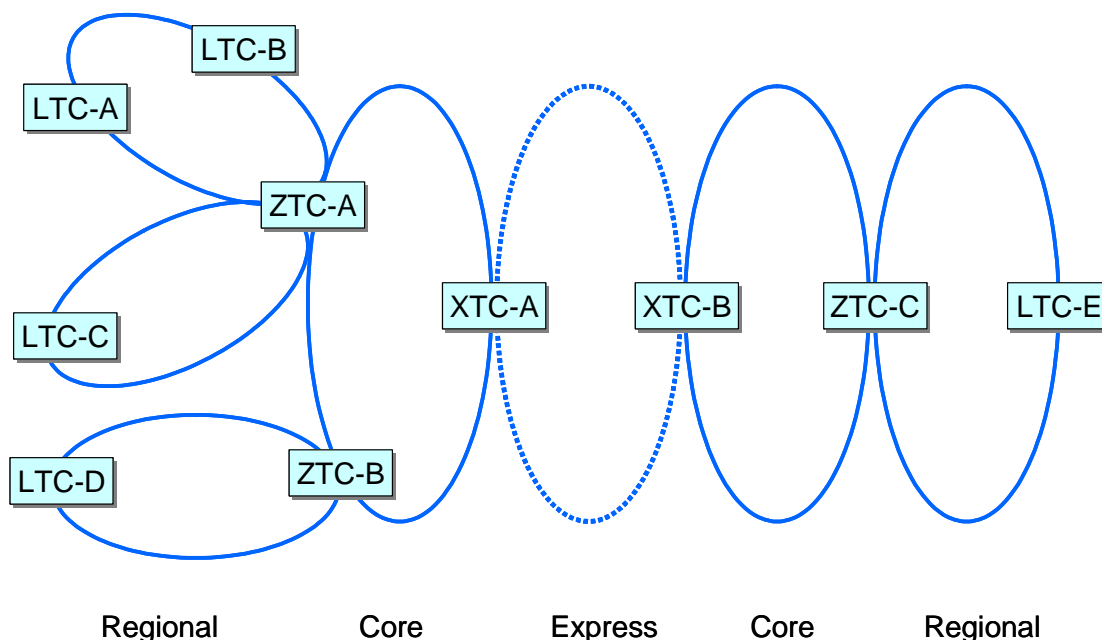 LTC-B
LTC-A
ZTC-A
XTC-A
XTC-B
ZTC-C
LTC-E
LTC-C
LTC-D
ZTC-B
Regional
Core
Express
Core
Regional